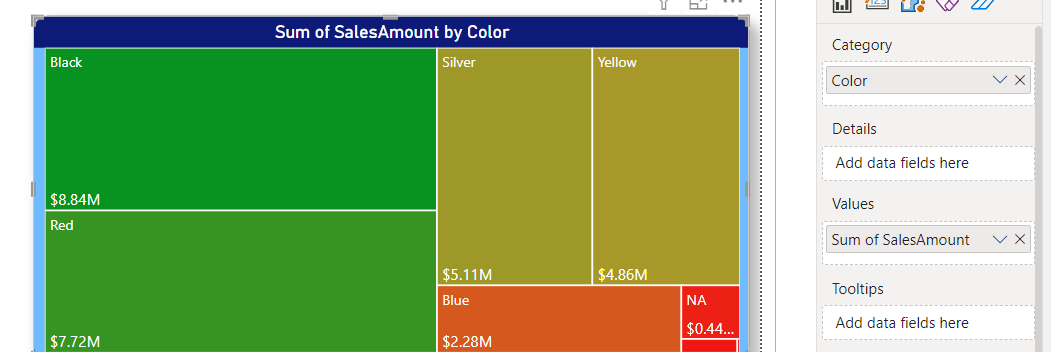 Sum of SalesAmount by Color
Black
$8.84M
Red
$7.72M
Silver
$5.11M
Yellow
$4.86M
Blue
$2.28M
NA
$0.44...
123
Category
Color
Details
Add data fields here
Values
Sum of SalesAmount
Tooltips
Add data fields here